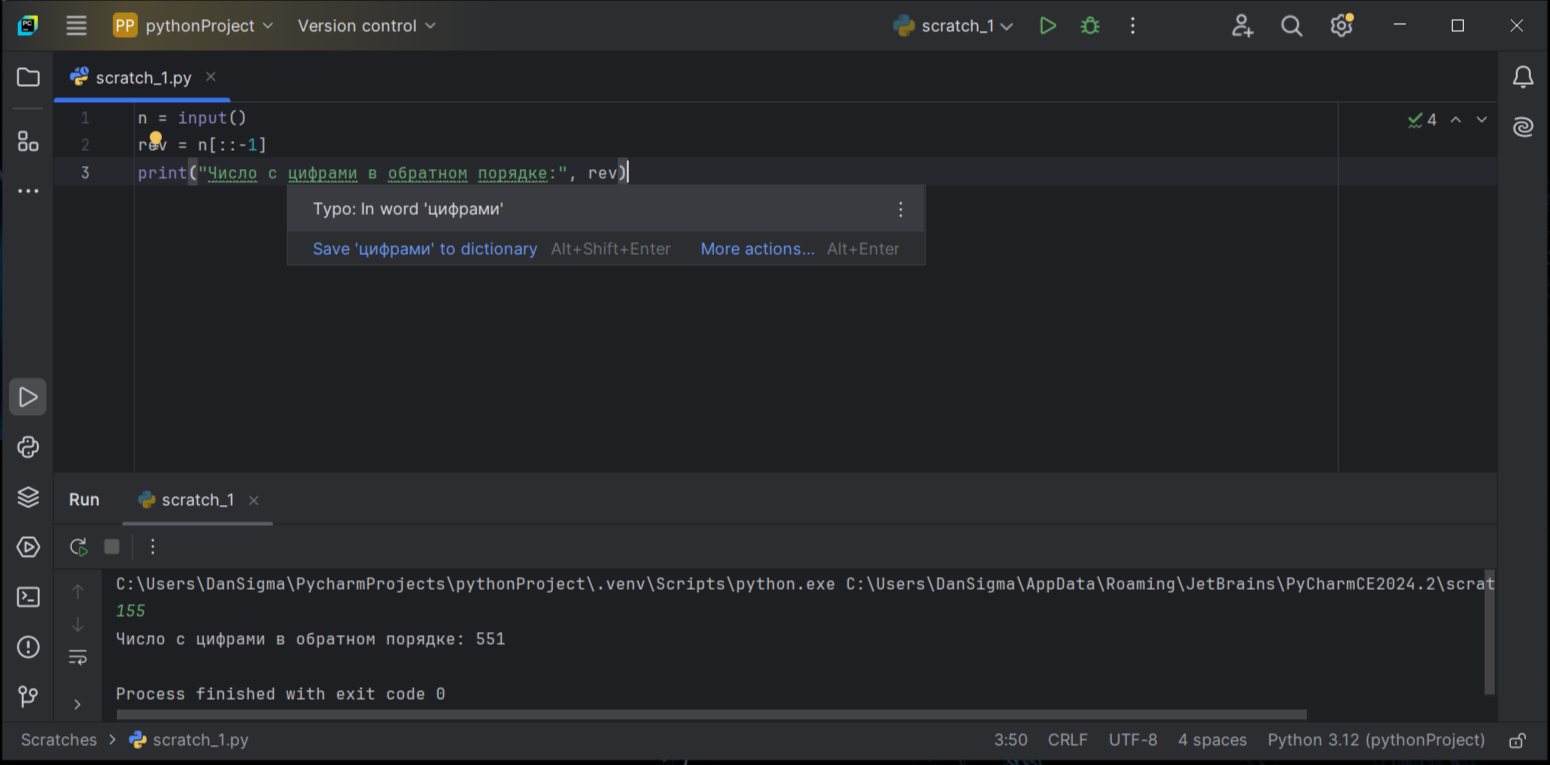 PP pythonProject Version control scratch_1
scratch_1.py
1 n = input()
2 rev = n[::-1]
3 print("Число с цифрами в обратном порядке:", rev)
4
Typo: In word 'цифрами'
Save 'цифрами' to dictionary Alt+Shift+Enter More actions... Alt+Enter
Run scratch_1
C:\Users\DanSigma\PycharmProjects\pythonProject\.venv\Scripts\python.exe C:\Users\DanSigma\AppData\Roaming\JetBrains\PyCharmCE2024.2\scrat
155
Число с цифрами в обратном порядке: 551
Process finished with exit code 0
Scratches scratch_1.py 3:50 CRLF UTF-8 4 spaces Python 3.12 (pythonProject)